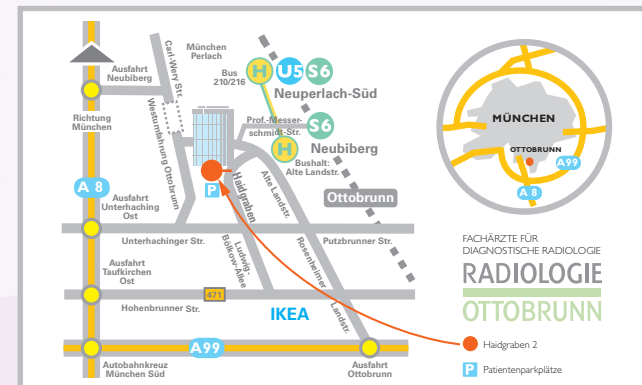 Ausfahrt
Neubiberg
Carl-Wery Str.
München
Perlach
Bus
210/216
H
U5
S6
Neuperlach-Süd
Richtung
München
Westumfahrung Ottobrunn
Prof.-Messer-
schmidt-Str.
S6
H
Neubiberg
Bushalt:
Alte Landstr.
A 8
P
Haidgraben
Alte Landstr.
Ottobrunn
Ausfahrt
Unterhaching
Ost
Unterhachinger Str.
Ludwig-
Bölkow-Allee
Rosenheimer
Landstr.
Putzbrunner Str.
Ausfahrt
Taufkirchen
Ost
Hohenbrunner Str.
471
IKEA
A99
Autobahnkreuz
München Süd
Ausfahrt
Ottobrunn
MÜNCHEN
OTTOBRUNN
A99
A 8
FACHÄRZTE FÜR
DIAGNOSTISCHE RADIOLOGIE
RADIOLOGIE
OTTOBRUNN
Haidgraben 2
P Patientenparkplätze